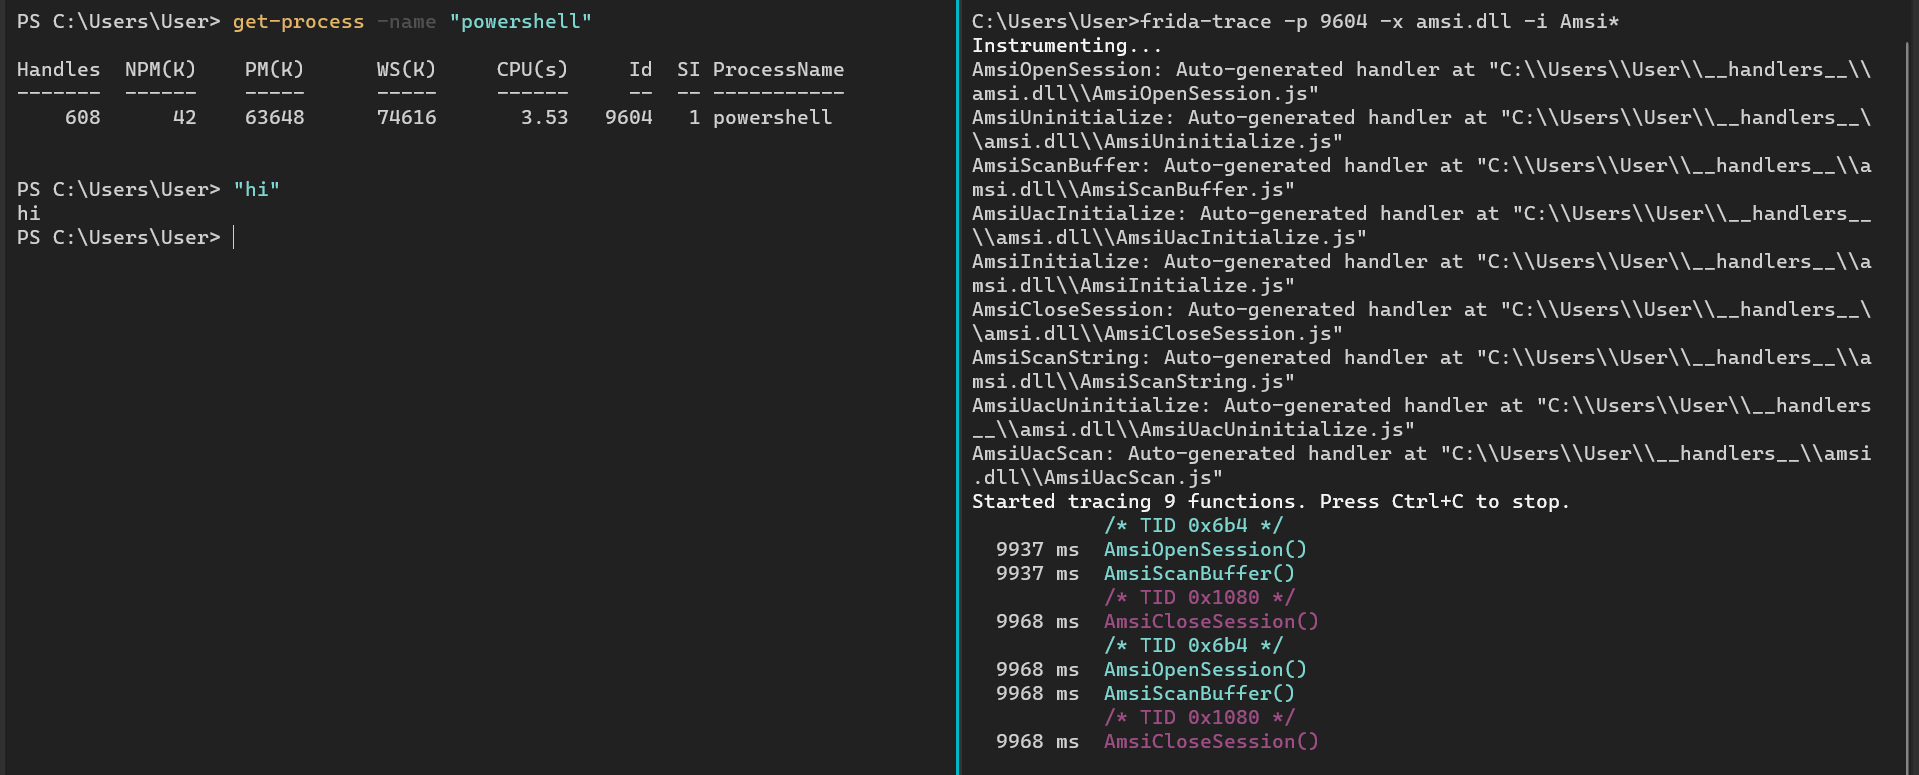 PS C:\Users\User> get-process -name "powershell"
Handles  NPM(K)    PM(K)      WS(K)     CPU(s)     Id  SI ProcessName
-------  ------    -----      -----     ------     --  -- -----------
    608      42    63648      74616       3.53   9604   1 powershell
PS C:\Users\User> "hi"
hi
PS C:\Users\User>
C:\Users\User>frida-trace -p 9604 -x amsi.dll -i Amsi*
Instrumenting...
AmsiOpenSession: Auto-generated handler at "C:\\Users\\User\\__handlers__\\
amsi.dll\\AmsiOpenSession.js"
AmsiUninitialize: Auto-generated handler at "C:\\Users\\User\\__handlers__\
\amsi.dll\\AmsiUninitialize.js"
AmsiScanBuffer: Auto-generated handler at "C:\\Users\\User\\__handlers__\\a
msi.dll\\AmsiScanBuffer.js"
AmsiUacInitialize: Auto-generated handler at "C:\\Users\\User\\__handlers__
\\amsi.dll\\AmsiUacInitialize.js"
AmsiInitialize: Auto-generated handler at "C:\\Users\\User\\__handlers__\\a
msi.dll\\AmsiInitialize.js"
AmsiCloseSession: Auto-generated handler at "C:\\Users\\User\\__handlers__\
\amsi.dll\\AmsiCloseSession.js"
AmsiScanString: Auto-generated handler at "C:\\Users\\User\\__handlers__\\a
msi.dll\\AmsiScanString.js"
AmsiUacUninitialize: Auto-generated handler at "C:\\Users\\User\\__handlers
__\\amsi.dll\\AmsiUacUninitialize.js"
AmsiUacScan: Auto-generated handler at "C:\\Users\\User\\__handlers__\\amsi
.dll\\AmsiUacScan.js"
Started tracing 9 functions. Press Ctrl+C to stop.
/* TID 0x6b4 */
9937 ms  AmsiOpenSession()
9937 ms  AmsiScanBuffer()
/* TID 0x1080 */
9968 ms  AmsiCloseSession()
/* TID 0x6b4 */
9968 ms  AmsiOpenSession()
9968 ms  AmsiScanBuffer()
/* TID 0x1080 */
9968 ms  AmsiCloseSession()